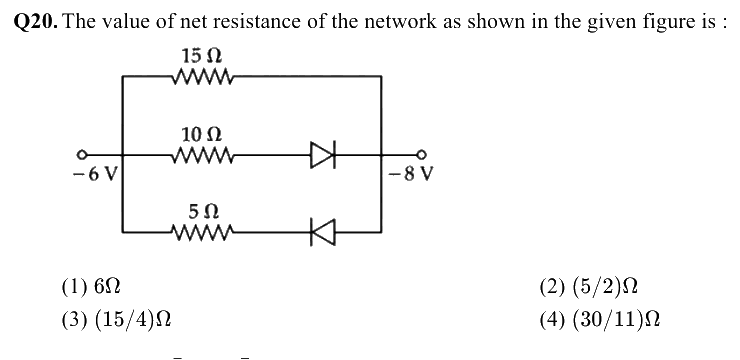 Q20. The value of net resistance of the network as shown in the given figure is :
15 Ω
10 Ω
−6 V
−8 V
5 Ω
(1) 6Ω
(2) (5/2)Ω
(3) (15/4)Ω
(4) (30/11)Ω